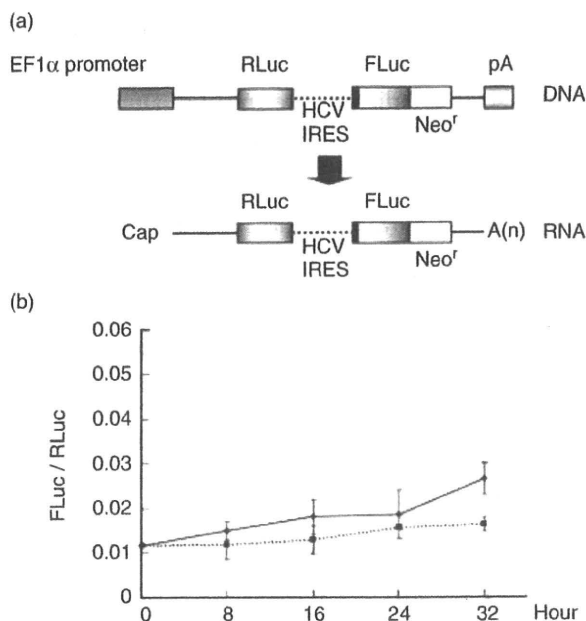 (a)
EF1α promoter RLuc FLuc pA
DNA
HCV
IRES
Neoʳ
RLuc FLuc
Cap A(n) RNA
HCV
IRES
Neoʳ
(b)
0.06
0.05
0.04
0.03
0.02
0.01
0
FLuc / RLuc
0 8 16 24 32 Hour